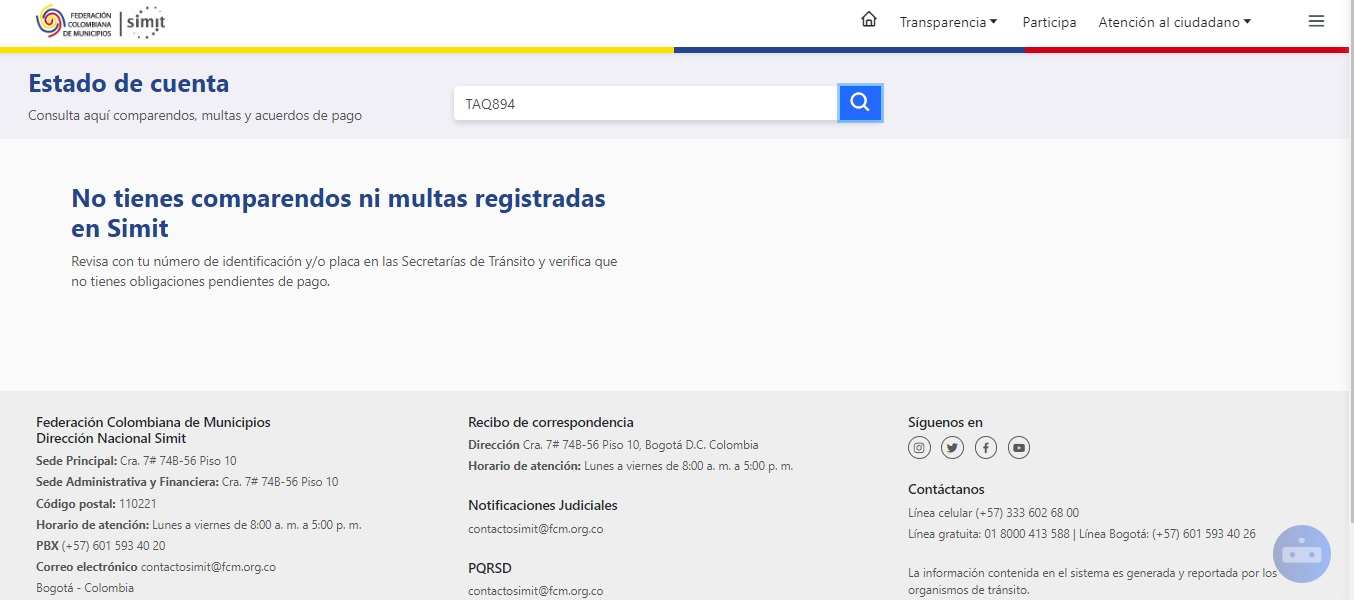 FEDERACIÓN
COLOMBIANA
DE MUNICIPIOS
simit
Transparencia
Participa
Atención al ciudadano
Estado de cuenta
Consulta aquí comparendos, multas y acuerdos de pago
TAQ894
No tienes comparendos ni multas registradas
en Simit
Revisa con tu número de identificación y/o placa en las Secretarías de Tránsito y verifica que
no tienes obligaciones pendientes de pago.
Federación Colombiana de Municipios
Dirección Nacional Simit
Sede Principal: Cra. 7# 74B-56 Piso 10
Sede Administrativa y Financiera: Cra. 7# 74B-56 Piso 10
Código postal: 110221
Horario de atención: Lunes a viernes de 8:00 a. m. a 5:00 p. m.
PBX (+57) 601 593 40 20
Correo electrónico contactosimit@fcm.org.co
Bogotá - Colombia
Recibo de correspondencia
Dirección Cra. 7# 74B-56 Piso 10, Bogotá D.C. Colombia
Horario de atención: Lunes a viernes de 8:00 a. m. a 5:00 p. m.
Notificaciones Judiciales
contactosimit@fcm.org.co
PQRSD
contactosimit@fcm.org.co
Síguenos en
Contáctanos
Línea celular (+57) 333 602 68 00
Línea gratuita: 01 8000 413 588 | Línea Bogotá: (+57) 601 593 40 26
La información contenida en el sistema es generada y reportada por los
organismos de tránsito.